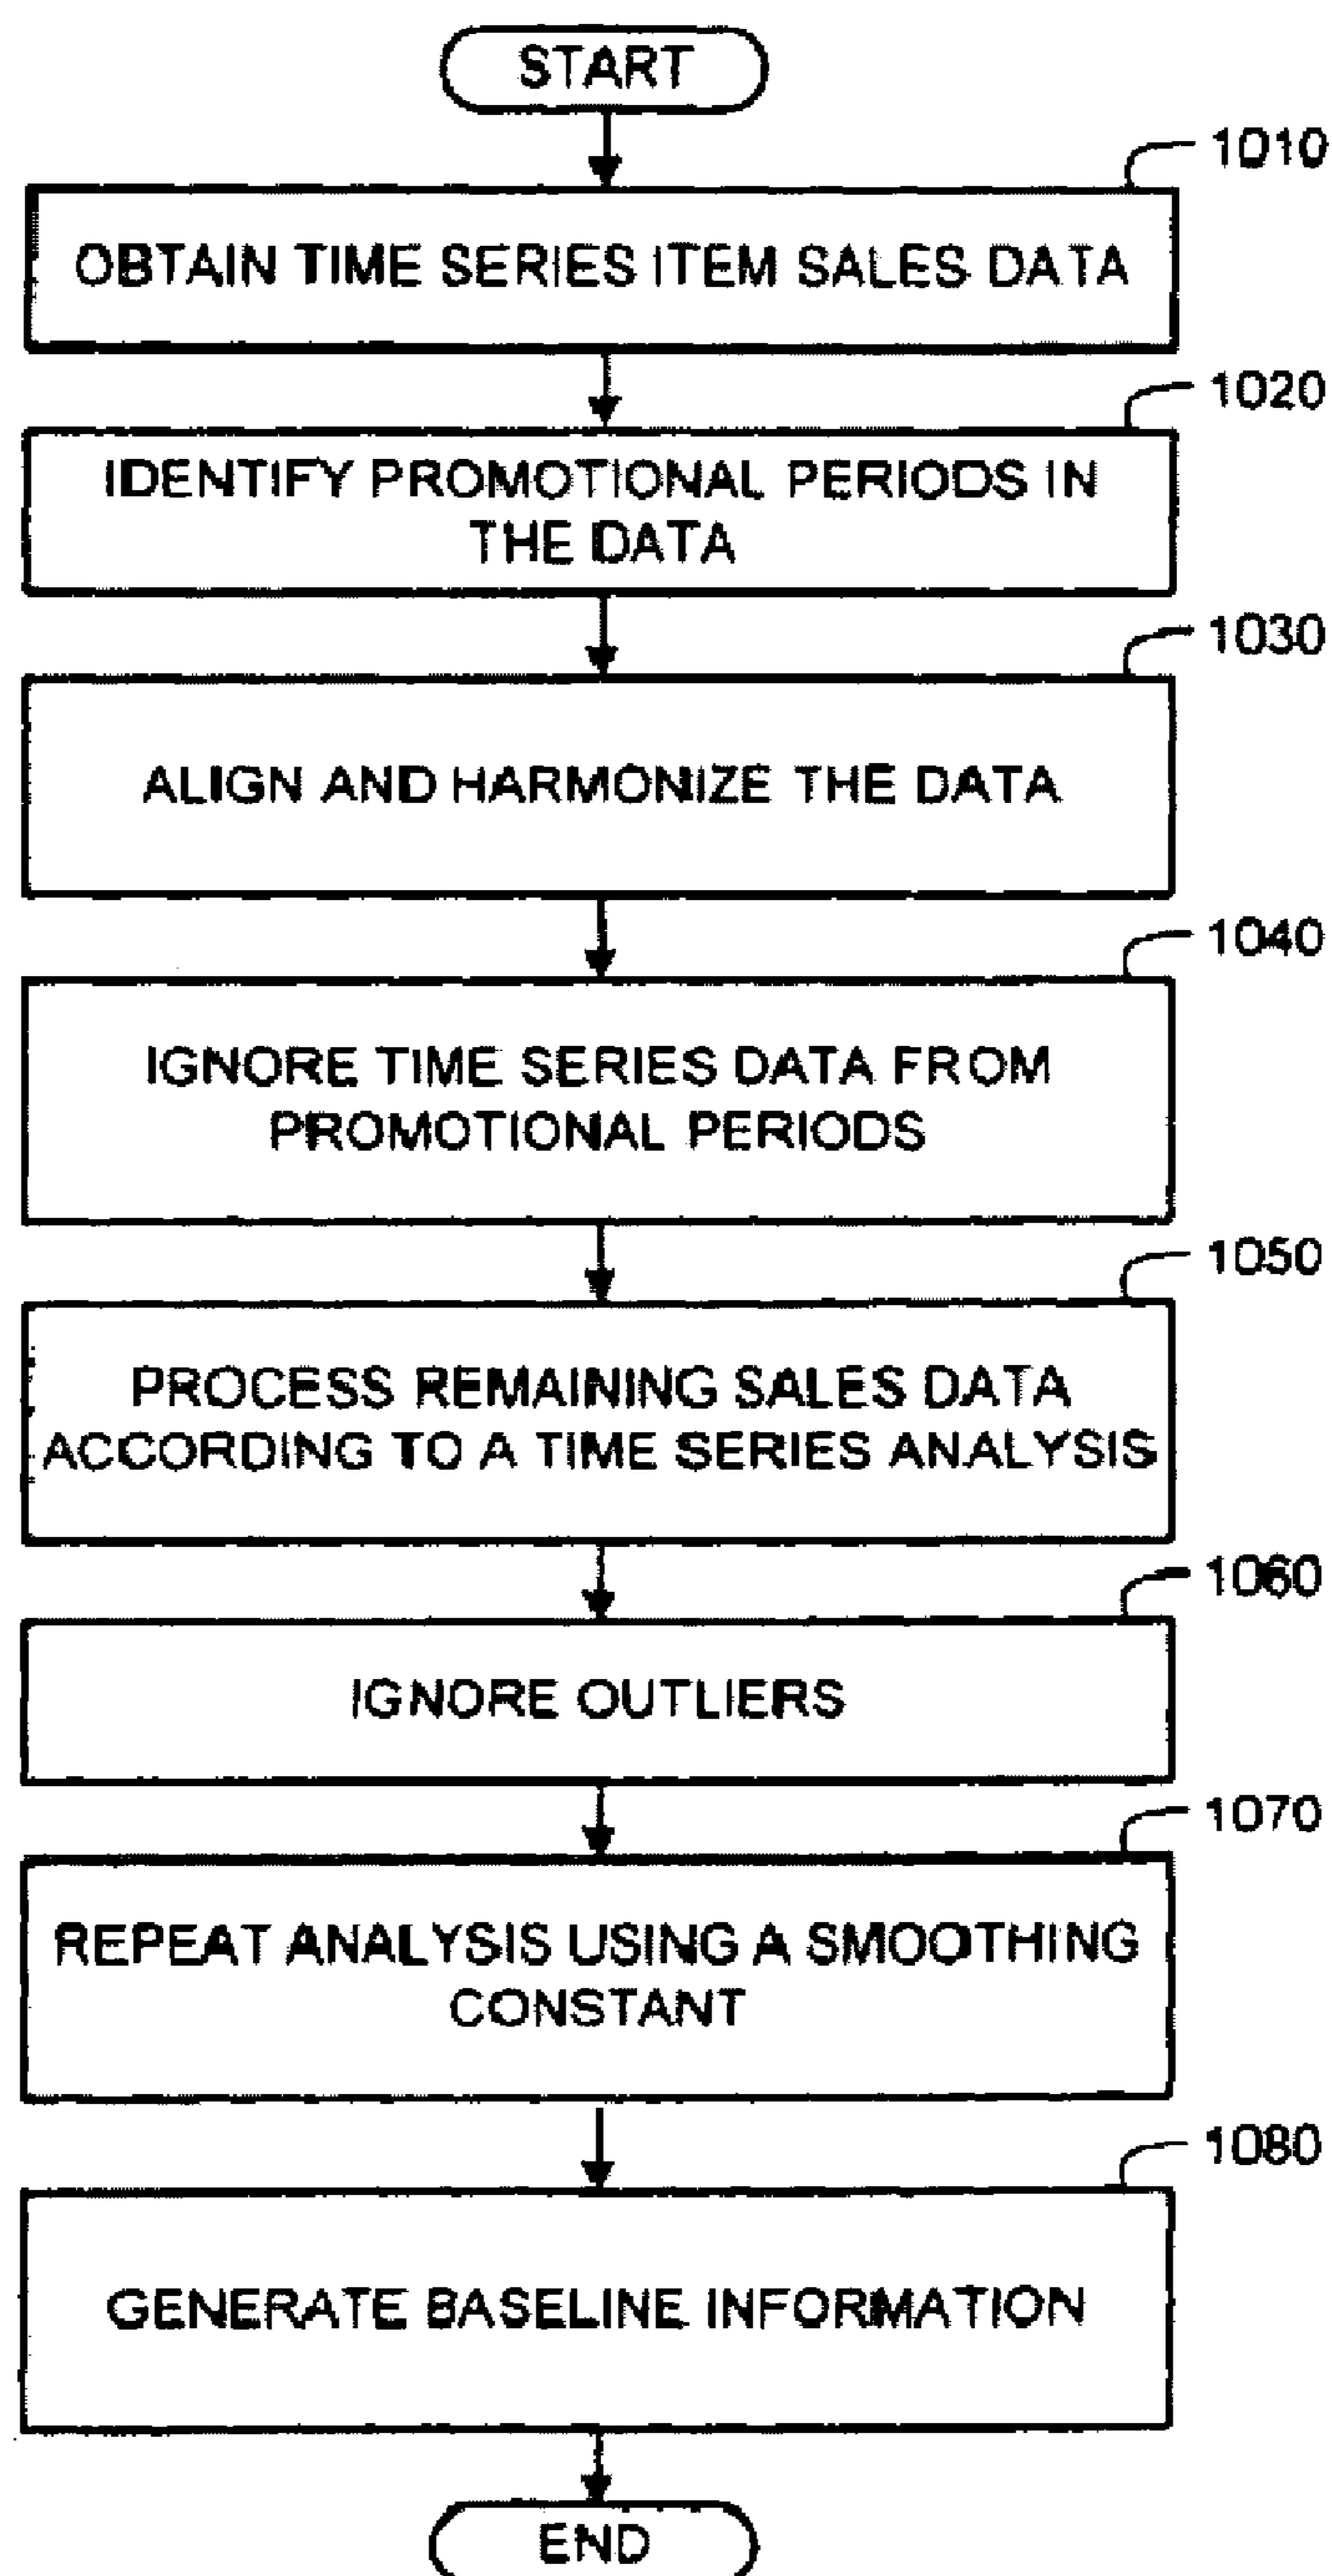 START
1010
OBTAIN TIME SERIES ITEM SALES DATA
1020
IDENTIFY PROMOTIONAL PERIODS IN
THE DATA
1030
ALIGN AND HARMONIZE THE DATA
1040
IGNORE TIME SERIES DATA FROM
PROMOTIONAL PERIODS
1050
PROCESS REMAINING SALES DATA
ACCORDING TO A TIME SERIES ANALYSIS
1060
IGNORE OUTLIERS
1070
REPEAT ANALYSIS USING A SMOOTHING
CONSTANT
1080
GENERATE BASELINE INFORMATION
END